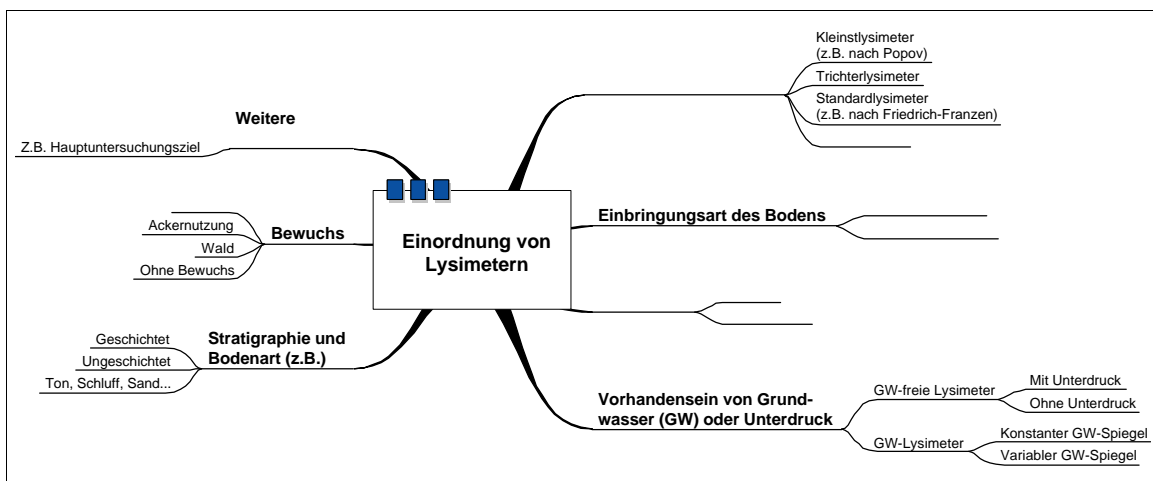 Kleinstlysimeter
(z.B. nach Popov)
Trichterlysimeter
Standardlysimeter
(z.B. nach Friedrich-Franzen)
Weitere
Z.B. Hauptuntersuchungsziel
Einordnung von
Lysimetern
Einbringungsart des Bodens
Bewuchs
Ackernutzung
Wald
Ohne Bewuchs
Stratigraphie und
Bodenart (z.B.)
Geschichtet
Ungeschichtet
Ton, Schluff, Sand...
Vorhandensein von Grund-
wasser (GW) oder Unterdruck
GW-freie Lysimeter
Mit Unterdruck
Ohne Unterdruck
GW-Lysimeter
Konstanter GW-Spiegel
Variabler GW-Spiegel